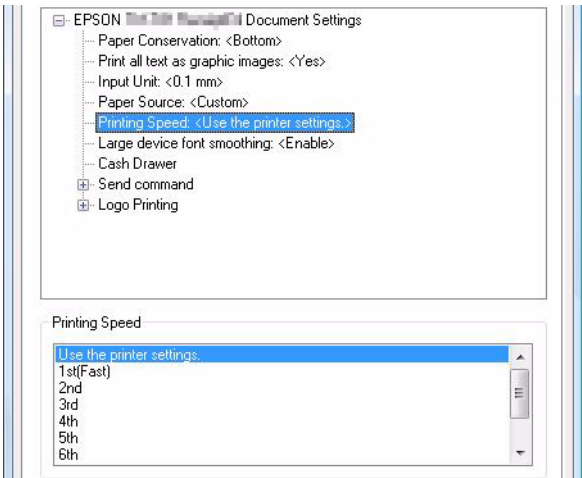 EPSON Document Settings
Paper Conservation: <Bottom>
Print all text as graphic images: <Yes>
Input Unit: <0.1 mm>
Paper Source: <Custom>
Printing Speed: <Use the printer settings.>
Large device font smoothing: <Enable>
Cash Drawer
Send command
Logo Printing
Printing Speed
Use the printer settings.
1st(Fast)
2nd
3rd
4th
5th
6th